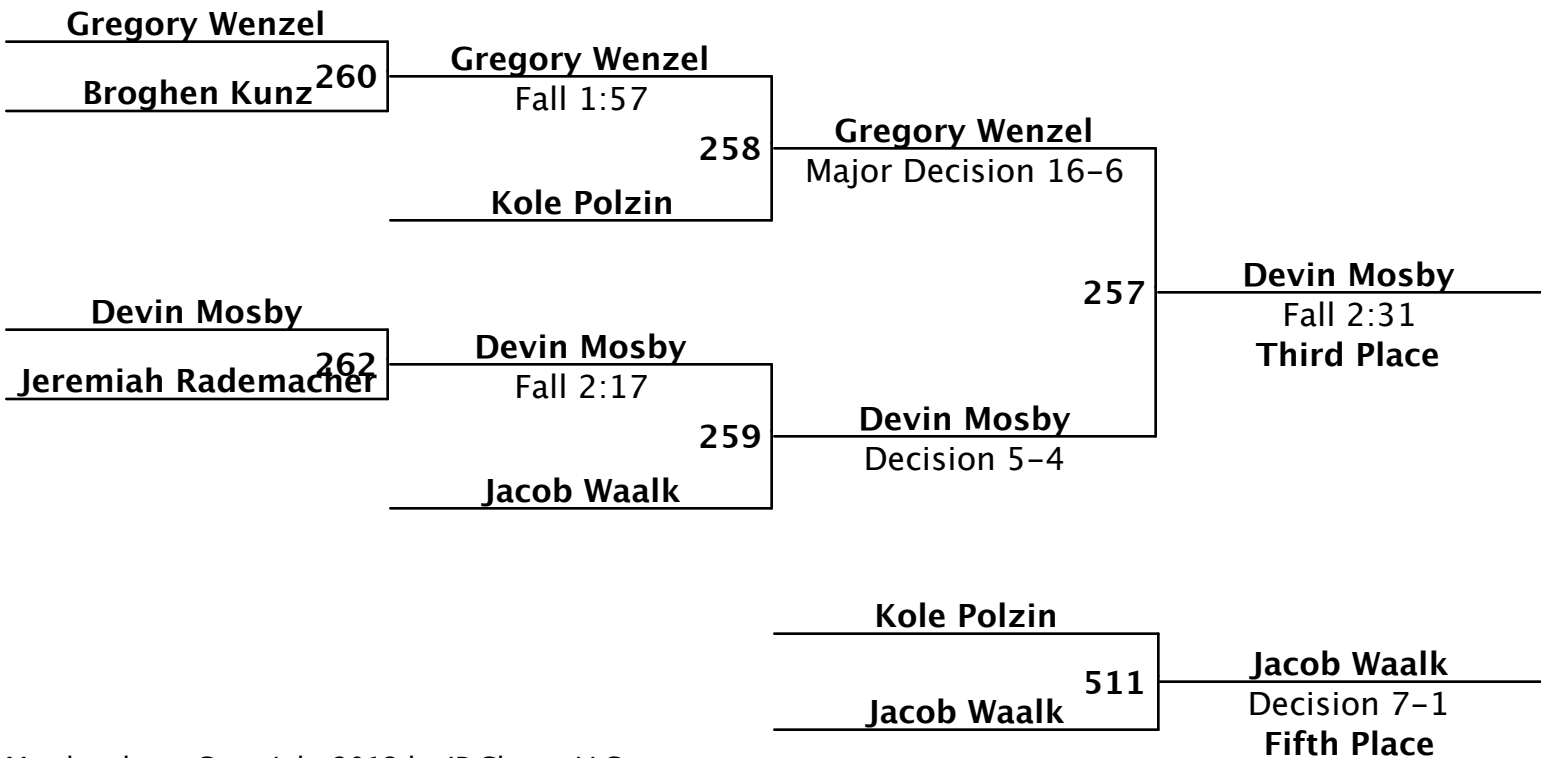 Gregory Wenzel
260
Broghen Kunz
Gregory Wenzel
Fall 1:57
258
Kole Polzin
Gregory Wenzel
Major Decision 16-6
Devin Mosby
262
Jeremiah Rademacher
Devin Mosby
Fall 2:17
259
Jacob Waalk
Devin Mosby
Decision 5-4
257
Devin Mosby
Fall 2:31
Third Place
Kole Polzin
511
Jacob Waalk
Jacob Waalk
Decision 7-1
Fifth Place